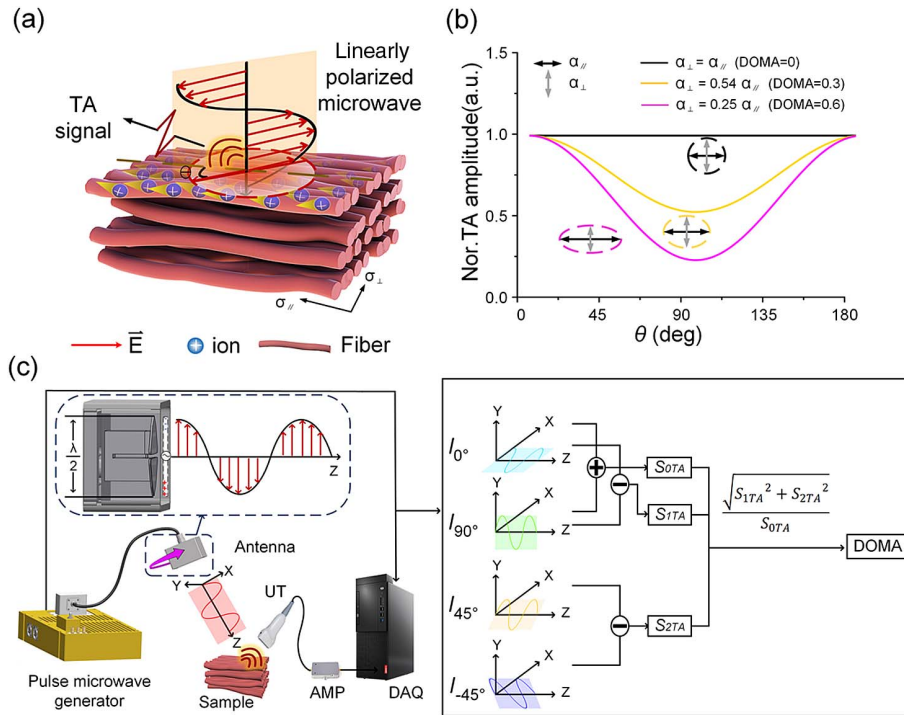 (a)
Linearly
polarized
microwave
TA
signal
θ
σ∥
σ⊥
E⃗
ion
Fiber
(b)
Nor.TA amplitude(a.u.)
1.5
1.0
0.5
0.0
α∥
α⊥
α⊥ = α∥ (DOMA=0)
α⊥ = 0.54 α∥ (DOMA=0.3)
α⊥ = 0.25 α∥ (DOMA=0.6)
0
45
90
135
180
θ (deg)
(c)
λ
2
Z
Antenna
X
Y
Z
UT
Pulse microwave
generator
Sample
AMP
DAQ
I0°
Y
X
Z
I90°
Y
X
Z
I45°
Y
X
Z
I-45°
Y
X
Z
S0TA
S1TA
S2TA
√S1TA² + S2TA²
S0TA
DOMA